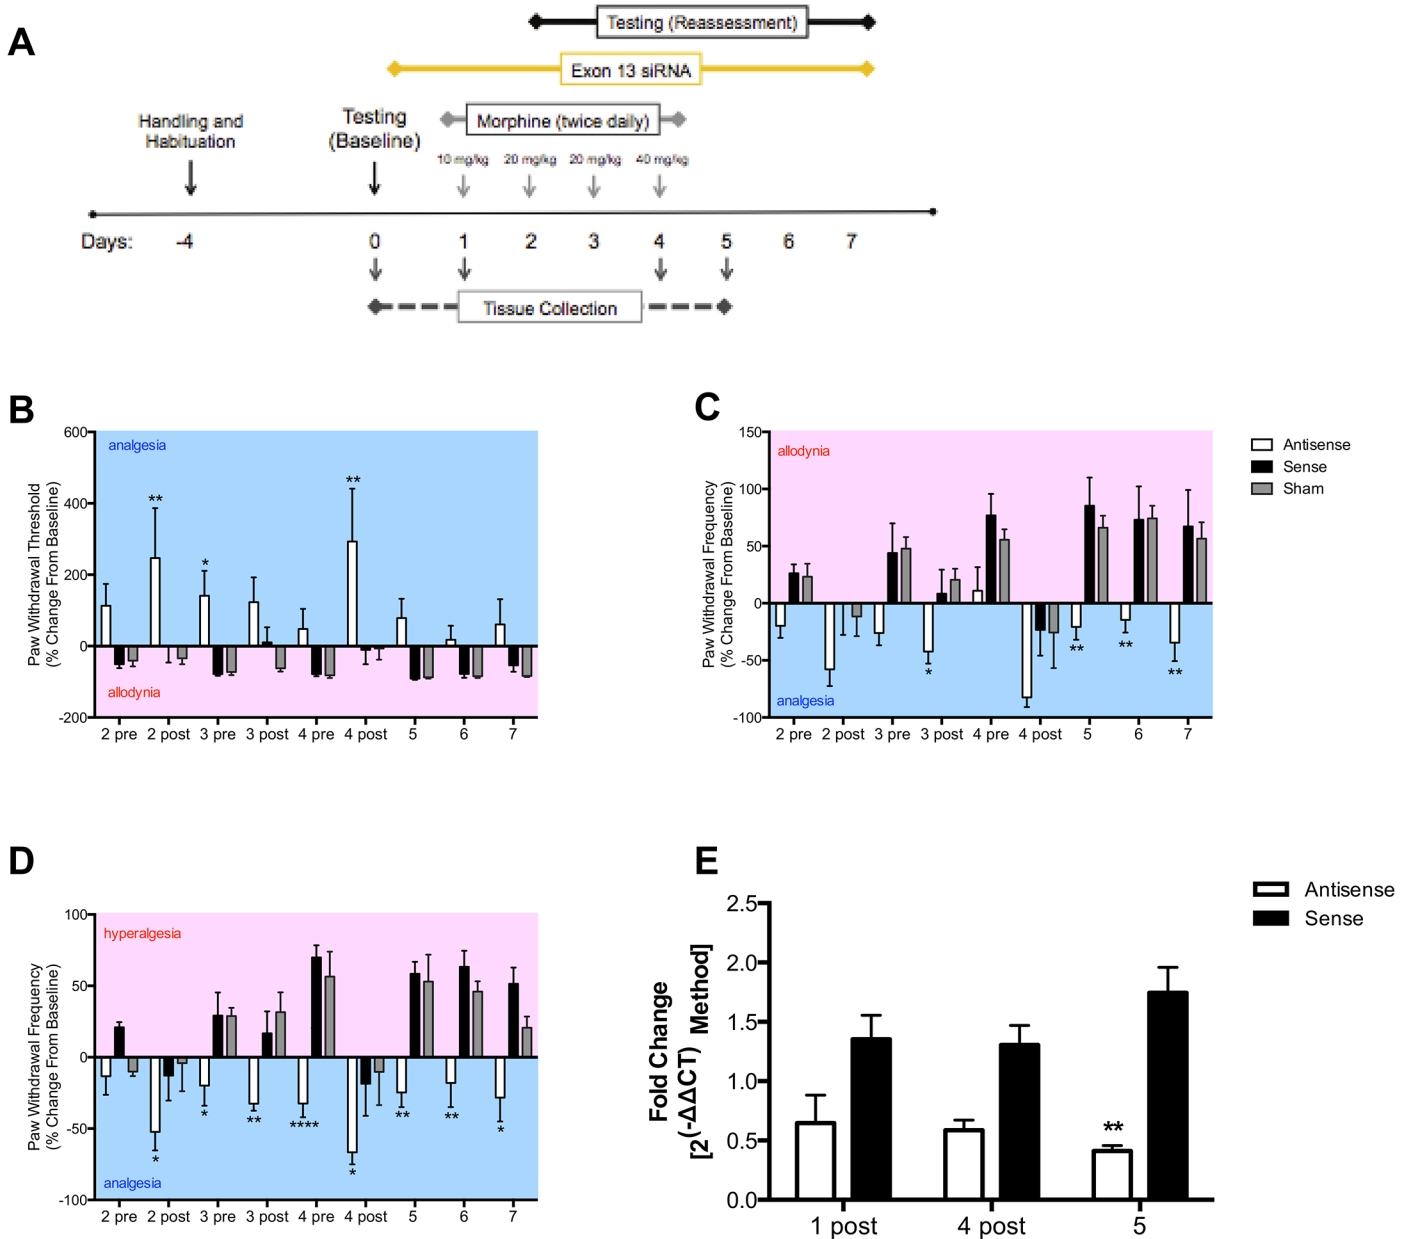 A
Testing (Reassessment)
Exon 13 siRNA
Handling and
Habituation
Testing
(Baseline)
Morphine (twice daily)
10 mg/kg 20 mg/kg 20 mg/kg 40 mg/kg
Days: -4 0 1 2 3 4 5 6 7
Tissue Collection
B
Paw Withdrawal Threshold
(% Change From Baseline)
600
400
200
0
-200
analgesia
allodynia
** * **
2 pre 2 post 3 pre 3 post 4 pre 4 post 5 6 7
C
Paw Withdrawal Frequency
(% Change From Baseline)
150
100
50
0
-50
-100
allodynia
analgesia
* ** ** **
2 pre 2 post 3 pre 3 post 4 pre 4 post 5 6 7
Antisense
Sense
Sham
D
Paw Withdrawal Frequency
(% Change From Baseline)
100
50
0
-50
-100
hyperalgesia
analgesia
* * ** **** * ** ** *
2 pre 2 post 3 pre 3 post 4 pre 4 post 5 6 7
E
Fold Change
[2(-ΔΔCT) Method]
2.5
2.0
1.5
1.0
0.5
0.0
**
1 post 4 post 5
Antisense
Sense